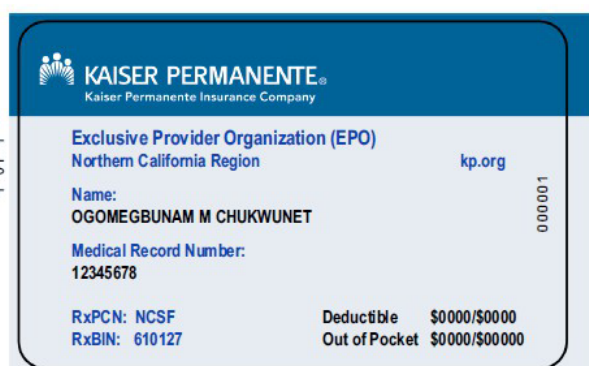 KAISER PERMANENTE®
Kaiser Permanente Insurance Company
Exclusive Provider Organization (EPO)
Northern California Region kp.org
Name:
OGOMEGBUNAM M CHUKWUNET
000001
Medical Record Number:
12345678
RxPCN: NCSF Deductible $0000/$0000
RxBIN: 610127 Out of Pocket $0000/$00000